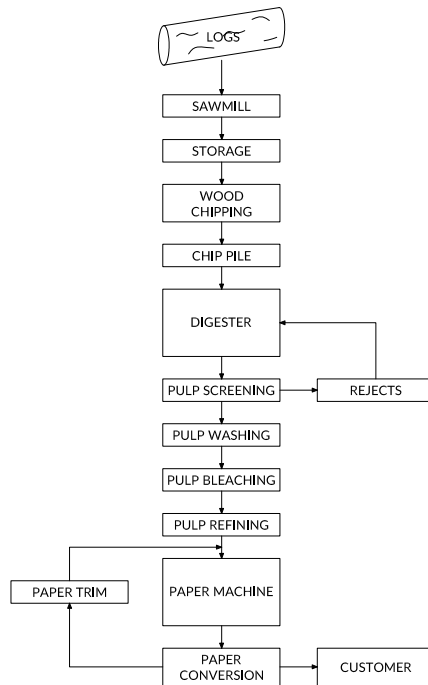 LOGS
SAWMILL
STORAGE
WOOD
CHIPPING
CHIP PILE
DIGESTER
PULP SCREENING
REJECTS
PULP WASHING
PULP BLEACHING
PULP REFINING
PAPER TRIM
PAPER MACHINE
PAPER
CONVERSION
CUSTOMER